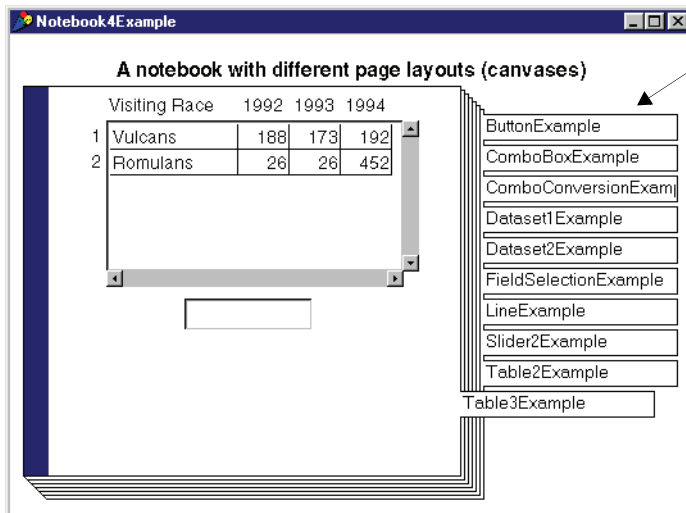 Notebook4Example
A notebook with different page layouts (canvases)
Visiting Race 1992 1993 1994
1 Vulcans 188 173 192
2 Romulans 26 26 452
ButtonExample
ComboBoxExample
ComboConversionExam
Dataset1Example
Dataset2Example
FieldSelectionExample
LineExample
Slider2Example
Table2Example
Table3Example